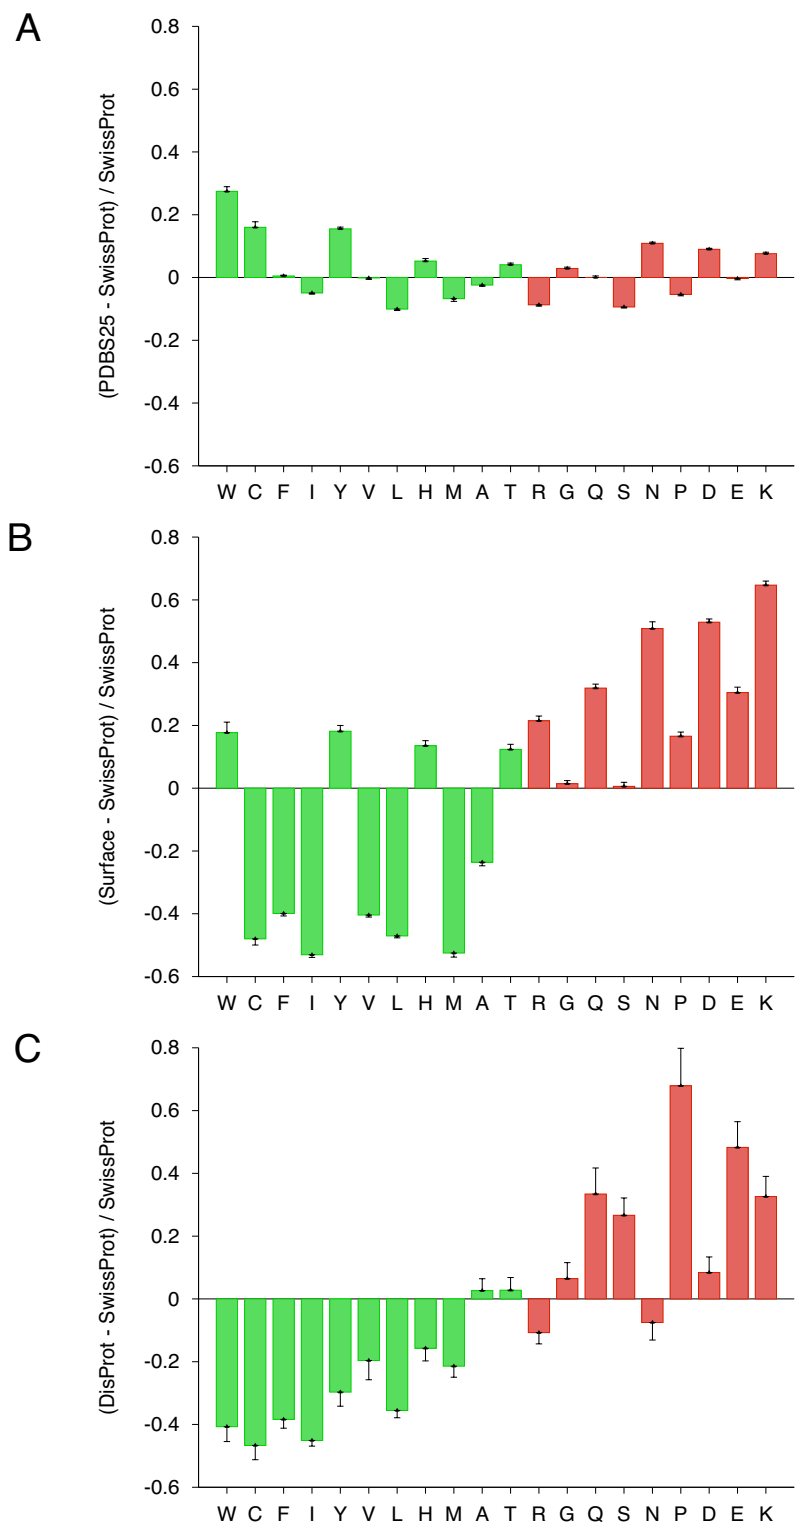 A
(PDBS25 - SwissProt) / SwissProt
0.8
0.6
0.4
0.2
0
-0.2
-0.4
-0.6
W C F I Y V L H M A T R G Q S N P D E K
B
(Surface - SwissProt) / SwissProt
0.8
0.6
0.4
0.2
0
-0.2
-0.4
-0.6
W C F I Y V L H M A T R G Q S N P D E K
C
(DisProt - SwissProt) / SwissProt
0.8
0.6
0.4
0.2
0
-0.2
-0.4
-0.6
W C F I Y V L H M A T R G Q S N P D E K